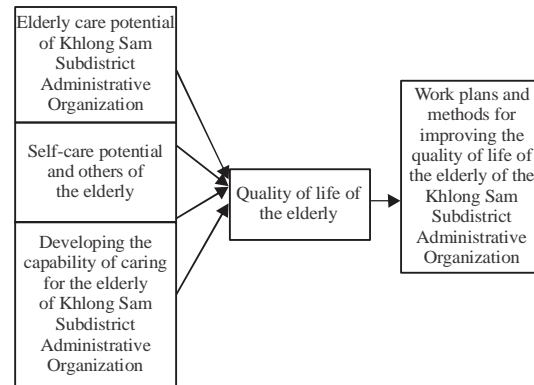 Elderly care potential
of Khlong Sam
Subdistrict
Administrative
Organization
Self-care potential
and others of
the elderly
Developing the
capability of caring
for the elderly
of Khlong Sam
Subdistrict
Administrative
Organization
Quality of life of
the elderly
Work plans and
methods for
improving the
quality of life of
the elderly of the
Khlong Sam
Subdistrict
Administrative
Organization